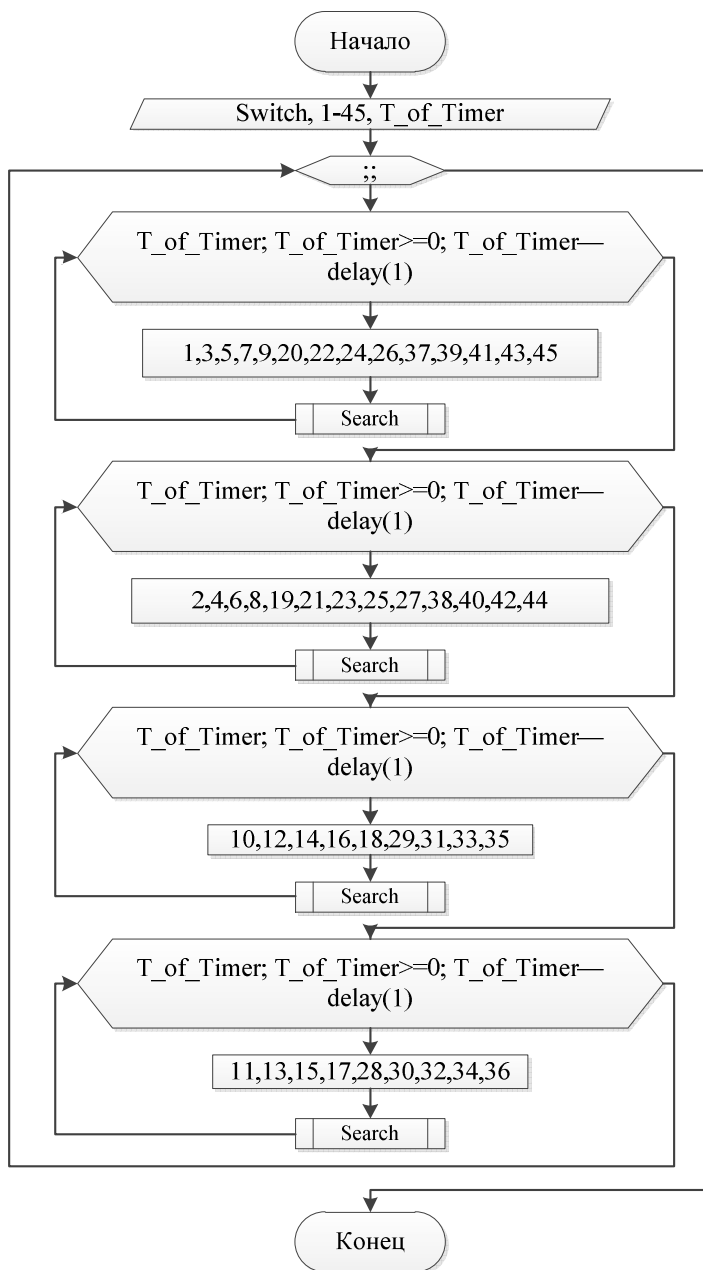 Начало
Switch, 1-45, T_of_Timer
;;
T_of_Timer; T_of_Timer>=0; T_of_Timer—
delay(1)
1,3,5,7,9,20,22,24,26,37,39,41,43,45
Search
T_of_Timer; T_of_Timer>=0; T_of_Timer—
delay(1)
2,4,6,8,19,21,23,25,27,38,40,42,44
Search
T_of_Timer; T_of_Timer>=0; T_of_Timer—
delay(1)
10,12,14,16,18,29,31,33,35
Search
T_of_Timer; T_of_Timer>=0; T_of_Timer—
delay(1)
11,13,15,17,28,30,32,34,36
Search
Конец